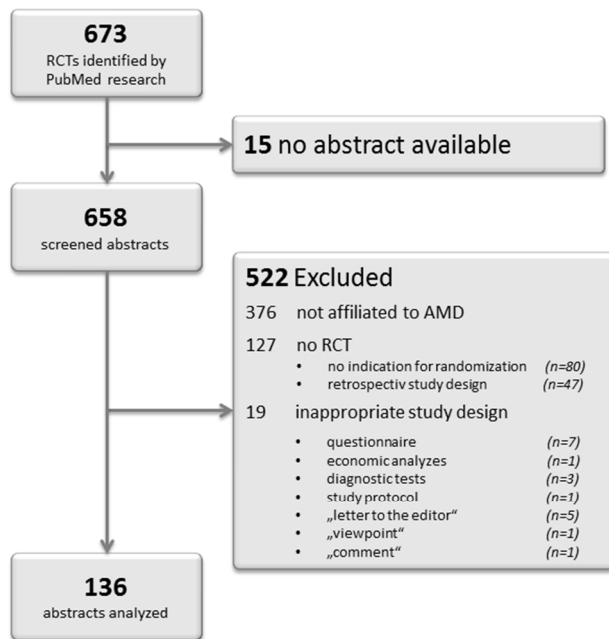 673
RCTs identified by
PubMed research
15 no abstract available
658
screened abstracts
522 Excluded
376 not affiliated to AMD
127 no RCT
• no indication for randomization (n=80)
• retrospectiv study design (n=47)
19 inappropriate study design
• questionnaire (n=7)
• economic analyzes (n=1)
• diagnostic tests (n=3)
• study protocol (n=1)
• „letter to the editor“ (n=5)
• „viewpoint“ (n=1)
• „comment“ (n=1)
136
abstracts analyzed